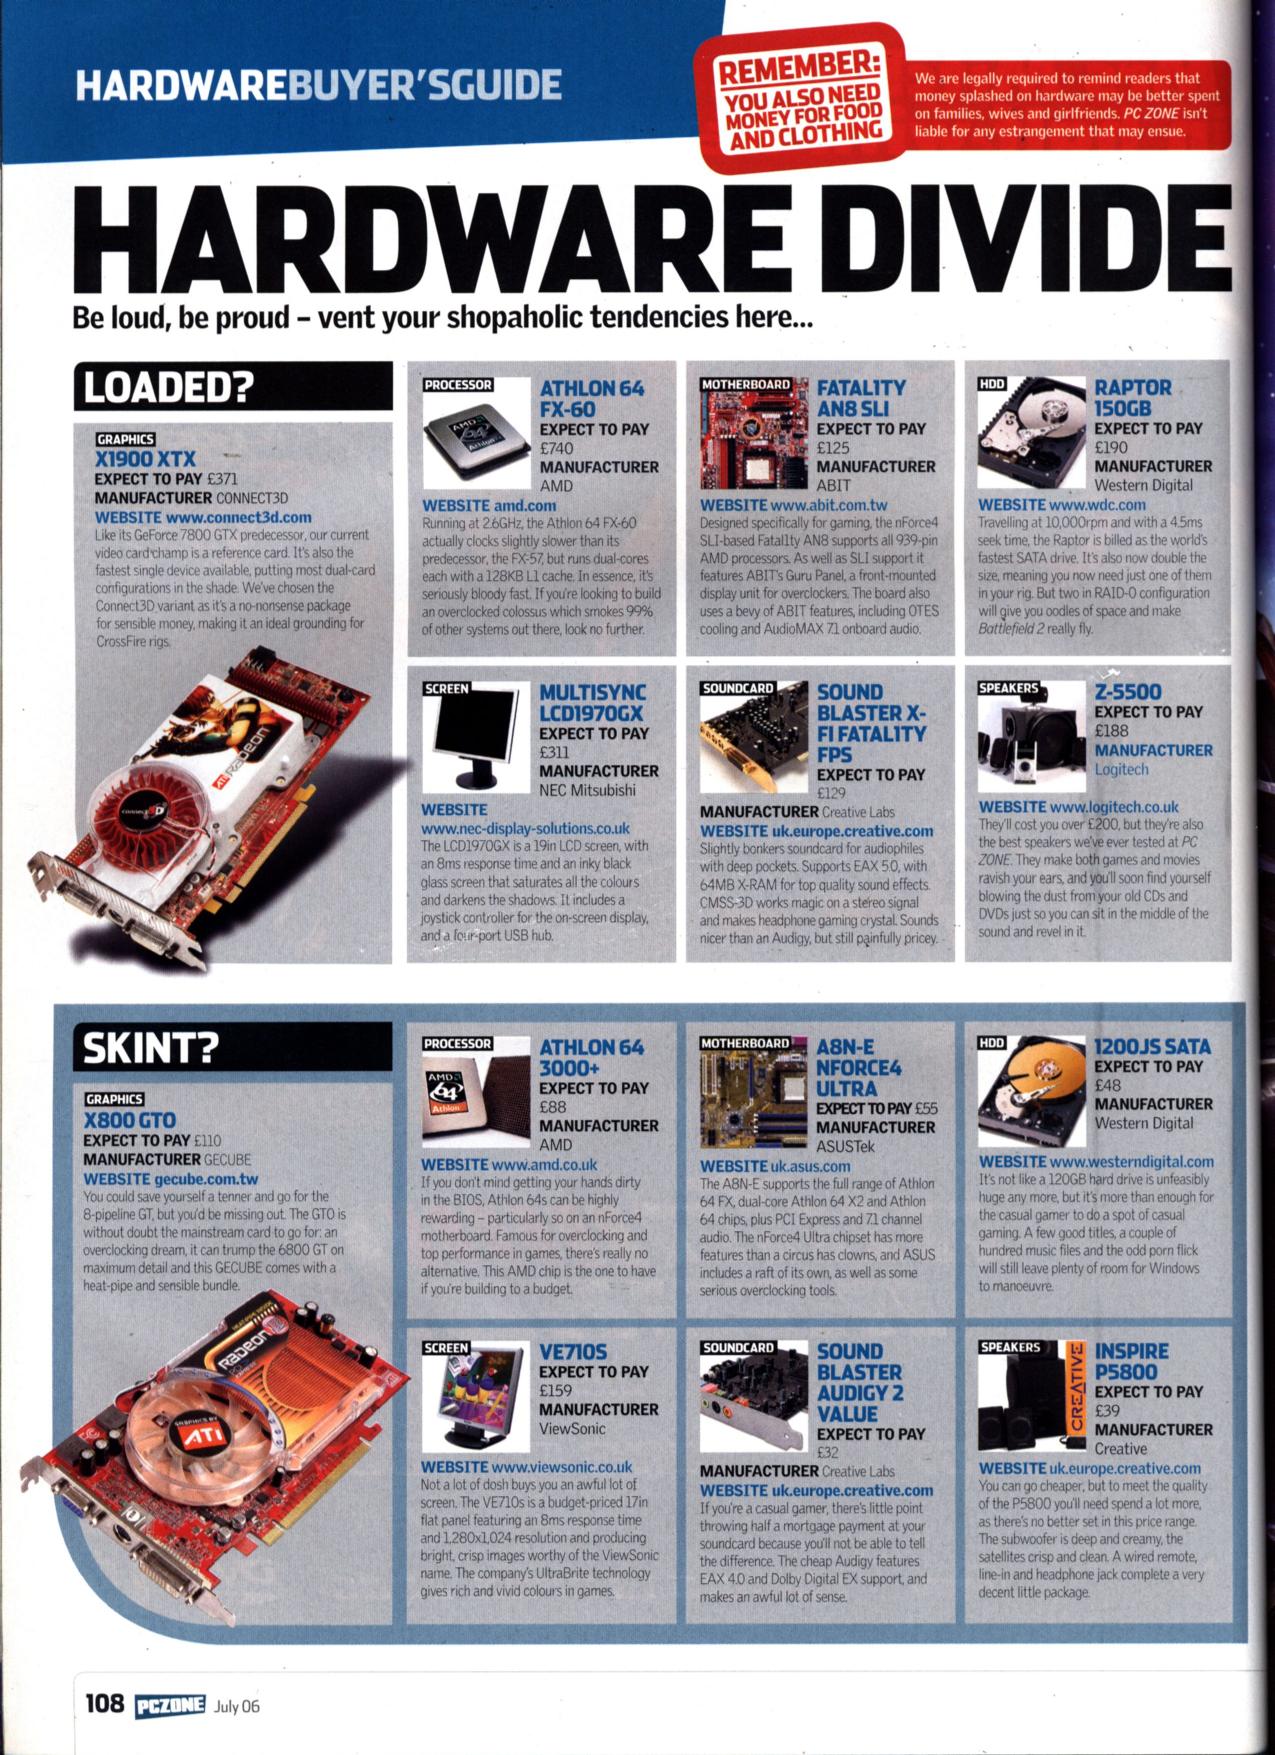 HARDWAREBUYER'SGUIDE
REMEMBER:
YOU ALSO NEED
MONEY FOR FOOD
AND CLOTHING
We are legally required to remind readers that
money splashed on hardware may be better spent
on families, wives and girlfriends. PC ZONE isn't
liable for any estrangement that may ensue.
HARDWARE DIVIDE
Be loud, be proud – vent your shopaholic tendencies here...
LOADED?
GRAPHICS
X1900 XTX
EXPECT TO PAY £371
MANUFACTURER CONNECT3D
WEBSITE www.connect3d.com
Like its GeForce 7800 GTX predecessor, our current
video card champ is a reference card. It's also the
fastest single device available, putting most dual-card
configurations in the shade. We've chosen the
Connect3D variant as it's a no-nonsense package
for sensible money, making it an ideal grounding for
CrossFire rigs.
ATI Radeon
CONNECT3D
PROCESSOR
AMD
64
Athlon
ATHLON 64
FX-60
EXPECT TO PAY
£740
MANUFACTURER
AMD
WEBSITE amd.com
Running at 2.6GHz, the Athlon 64 FX-60
actually clocks slightly slower than its
predecessor, the FX-57, but runs dual-cores
each with a 128KB L1 cache. In essence, it's
seriously bloody fast. If you're looking to build
an overclocked colossus which smokes 99%
of other systems out there, look no further.
MOTHERBOARD
FATAL1TY
AN8 SLI
EXPECT TO PAY
£125
MANUFACTURER
ABIT
WEBSITE www.abit.com.tw
Designed specifically for gaming, the nForce4
SLI-based Fatal1ty AN8 supports all 939-pin
AMD processors. As well as SLI support it
features ABIT's Guru Panel, a front-mounted
display unit for overclockers. The board also
uses a bevy of ABIT features, including OTES
cooling and AudioMAX 7.1 onboard audio.
HDD
RAPTOR
150GB
EXPECT TO PAY
£190
MANUFACTURER
Western Digital
WEBSITE www.wdc.com
Travelling at 10,000rpm and with a 4.5ms
seek time, the Raptor is billed as the world's
fastest SATA drive. It's also now double the
size, meaning you now need just one of them
in your rig. But two in RAID-0 configuration
will give you oodles of space and make
Battlefield 2 really fly.
SCREEN
MULTISYNC
LCD1970GX
EXPECT TO PAY
£311
MANUFACTURER
NEC Mitsubishi
WEBSITE
www.nec-display-solutions.co.uk
The LCD1970GX is a 19in LCD screen, with
an 8ms response time and an inky black
glass screen that saturates all the colours
and darkens the shadows. It includes a
joystick controller for the on-screen display,
and a four-port USB hub.
SOUNDCARD
SOUND
BLASTER X-
FI FATAL1TY
FPS
EXPECT TO PAY
£129
MANUFACTURER Creative Labs
WEBSITE uk.europe.creative.com
Slightly bonkers soundcard for audiophiles
with deep pockets. Supports EAX 5.0, with
64MB X-RAM for top quality sound effects.
CMSS-3D works magic on a stereo signal
and makes headphone gaming crystal. Sounds
nicer than an Audigy, but still painfully pricey.
SPEAKERS
Z-5500
EXPECT TO PAY
£188
MANUFACTURER
Logitech
WEBSITE www.logitech.co.uk
They'll cost you over £200, but they're also
the best speakers we've ever tested at PC
ZONE. They make both games and movies
ravish your ears, and you'll soon find yourself
blowing the dust from your old CDs and
DVDs just so you can sit in the middle of the
sound and revel in it.
SKINT?
GRAPHICS
X800 GTO
EXPECT TO PAY £110
MANUFACTURER GECUBE
WEBSITE gecube.com.tw
You could save yourself a tenner and go for the
8-pipeline GT, but you'd be missing out. The GTO is
without doubt the mainstream card to go for: an
overclocking dream, it can trump the 6800 GT on
maximum detail and this GECUBE comes with a
heat-pipe and sensible bundle.
Radeon
GRAPHICS BY
ATI
PROCESSOR
AMD
64
Athlon
ATHLON 64
3000+
EXPECT TO PAY
£88
MANUFACTURER
AMD
WEBSITE www.amd.co.uk
If you don't mind getting your hands dirty
in the BIOS, Athlon 64s can be highly
rewarding – particularly so on an nForce4
motherboard. Famous for overclocking and
top performance in games, there's really no
alternative. This AMD chip is the one to have
if you're building to a budget.
MOTHERBOARD
A8N-E
NFORCE4
ULTRA
EXPECT TO PAY £55
MANUFACTURER
ASUSTek
WEBSITE uk.asus.com
The A8N-E supports the full range of Athlon
64 FX, dual-core Athlon 64 X2 and Athlon
64 chips, plus PCI Express and 7.1 channel
audio. The nForce4 Ultra chipset has more
features than a circus has clowns, and ASUS
includes a raft of its own, as well as some
serious overclocking tools.
HDD
1200JS SATA
EXPECT TO PAY
£48
MANUFACTURER
Western Digital
WEBSITE www.westerndigital.com
It's not like a 120GB hard drive is unfeasibly
huge any more, but it's more than enough for
the casual gamer to do a spot of casual
gaming. A few good titles, a couple of
hundred music files and the odd porn flick
will still leave plenty of room for Windows
to manoeuvre.
SCREEN
VE710S
EXPECT TO PAY
£159
MANUFACTURER
ViewSonic
WEBSITE www.viewsonic.co.uk
Not a lot of dosh buys you an awful lot of
screen. The VE710s is a budget-priced 17in
flat panel featuring an 8ms response time
and 1,280x1,024 resolution and producing
bright, crisp images worthy of the ViewSonic
name. The company's UltraBrite technology
gives rich and vivid colours in games.
SOUNDCARD
SOUND
BLASTER
AUDIGY 2
VALUE
EXPECT TO PAY
£32
MANUFACTURER Creative Labs
WEBSITE uk.europe.creative.com
If you're a casual gamer, there's little point
throwing half a mortgage payment at your
soundcard because you'll not be able to tell
the difference. The cheap Audigy features
EAX 4.0 and Dolby Digital EX support, and
makes an awful lot of sense.
SPEAKERS
CREATIVE
INSPIRE
P5800
EXPECT TO PAY
£39
MANUFACTURER
Creative
WEBSITE uk.europe.creative.com
You can go cheaper, but to meet the quality
of the P5800 you'll need spend a lot more,
as there's no better set in this price range.
The subwoofer is deep and creamy, the
satellites crisp and clean. A wired remote,
line-in and headphone jack complete a very
decent little package.
108 PCZONE July 06